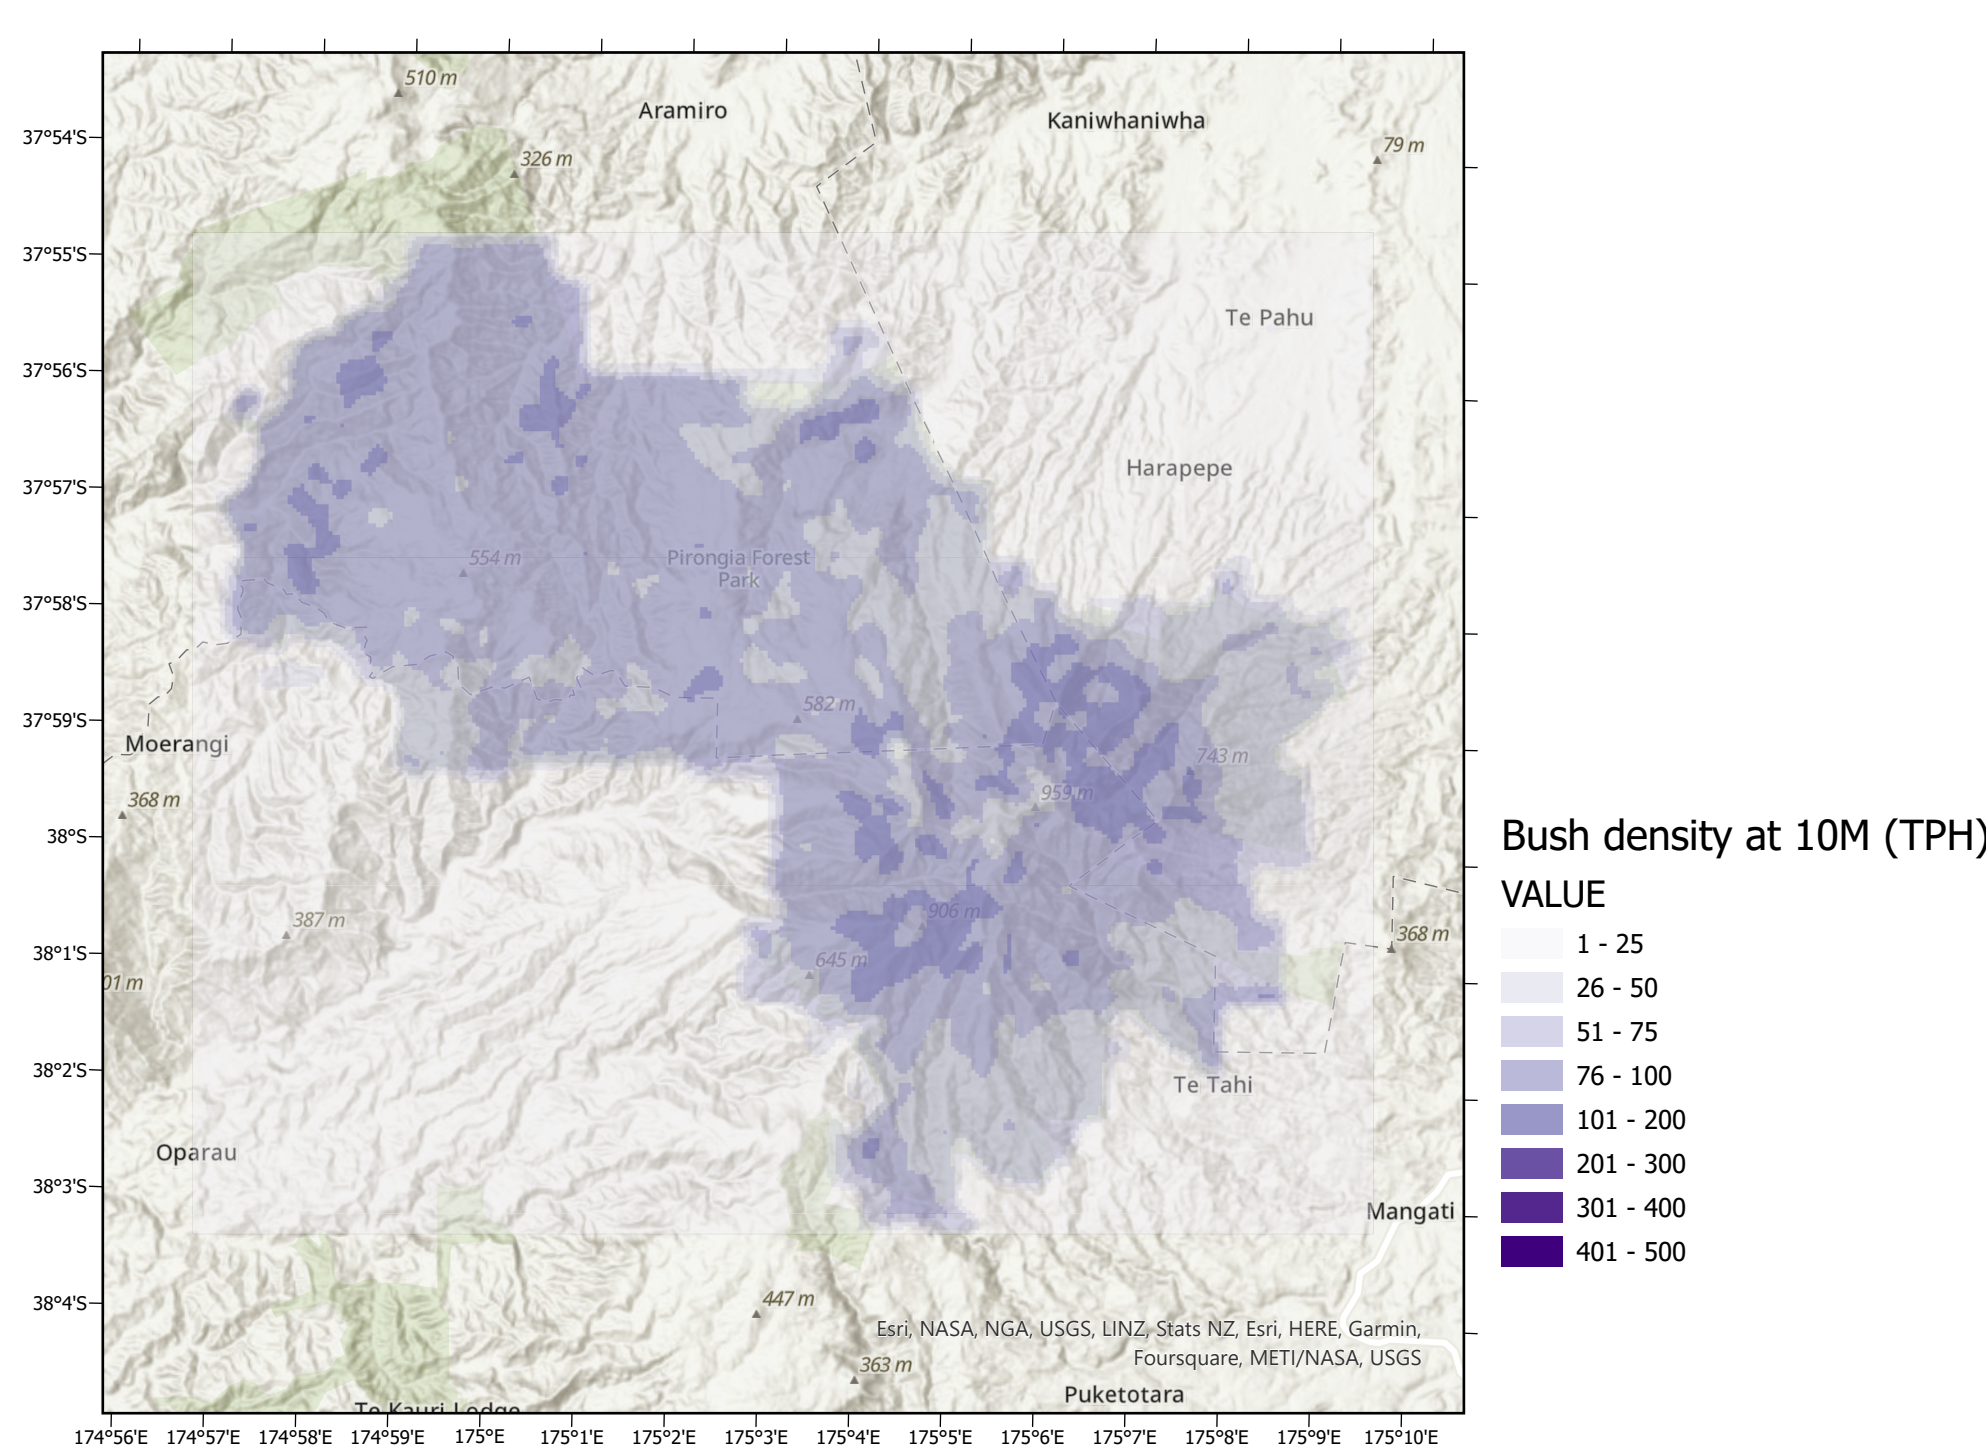 510 m
Aramiro
Kaniwhaniwha
37°54'S
79 m
326 m
37°55'S
Te Pahu
37°56'S
Harapepe
37°57'S
554 m
Pirongia Forest
Park
37°58'S
582 m
37°59'S
Moerangi
743 m
959 m
368 m
38°S
Bush density at 10M (TPH)
VALUE
1 - 25
26 - 50
51 - 75
76 - 100
101 - 200
201 - 300
301 - 400
401 - 500
906 m
387 m
368 m
38°1'S
645 m
01 m
38°2'S
Te Tahi
Oparau
38°3'S
Mangati
38°4'S
447 m
Esri, NASA, NGA, USGS, LINZ, Stats NZ, Esri, HERE, Garmin,
Foursquare, METI/NASA, USGS
363 m
Puketotara
Te Kauri Lodge
174°56'E 174°57'E 174°58'E 174°59'E 175°E 175°1'E 175°2'E 175°3'E 175°4'E 175°5'E 175°6'E 175°7'E 175°8'E 175°9'E 175°10'E